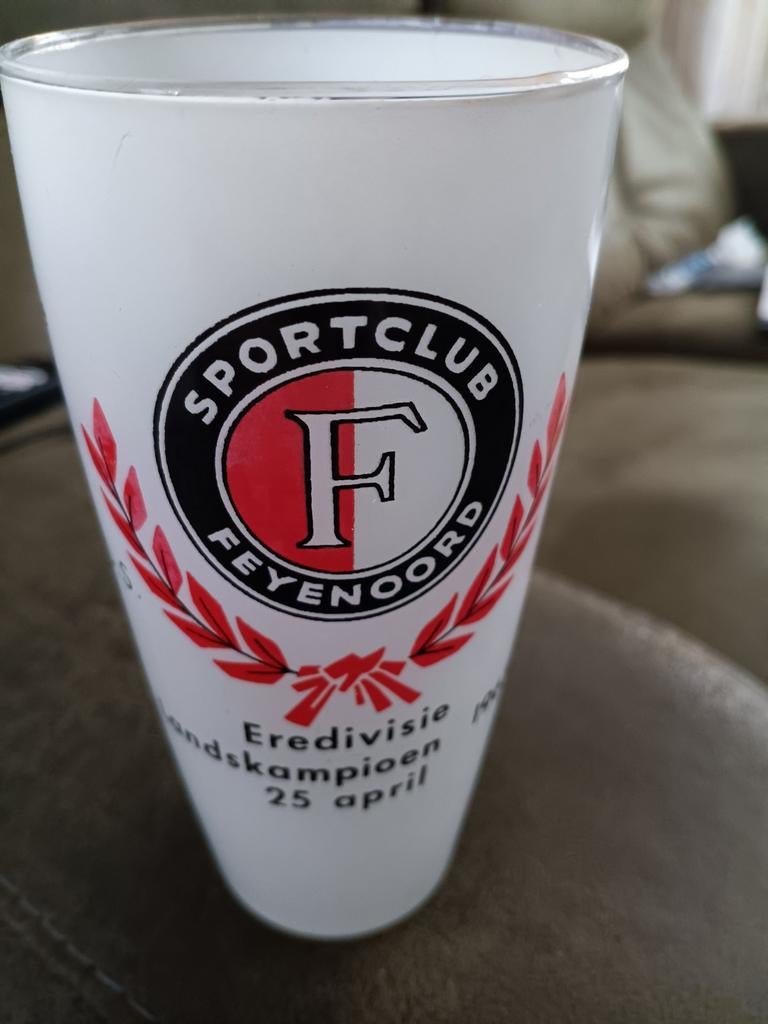 SPORTCLUB
F
FEYENOORD
S.
Eredivisie
Landskampioen
25 april